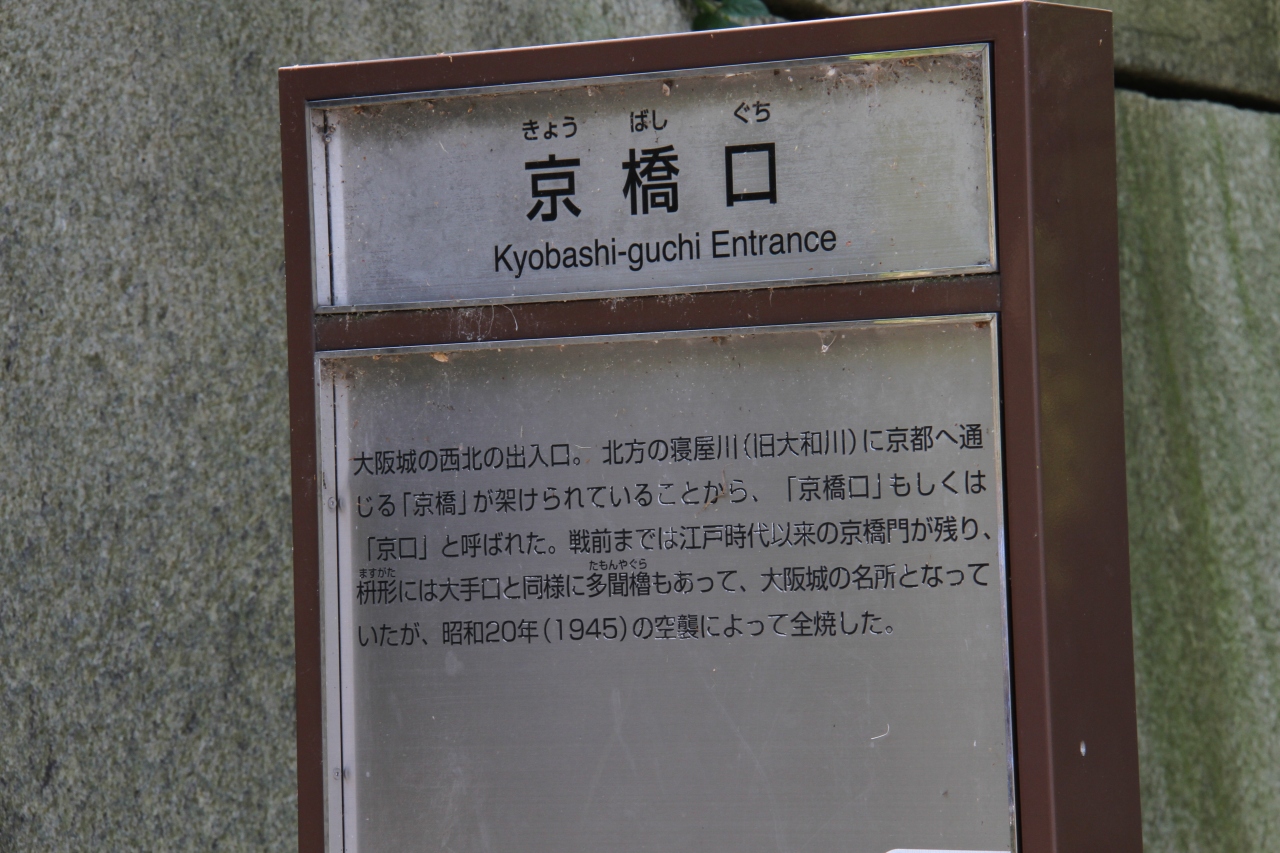 きょう ばし ぐち
京橋口
Kyobashi-guchi Entrance
大阪城の西北の出入口。 北方の寝屋川（旧大和川）に京都へ通
じる「京橋」が架けられていることから、「京橋口」もしくは
「京口」と呼ばれた。戦前までは江戸時代以来の京橋門が残り、
ますがた たもんやぐら
枡形には大手口と同様に多聞櫓もあって、大阪城の名所となって
いたが、昭和20年（1945）の空襲によって全焼した。